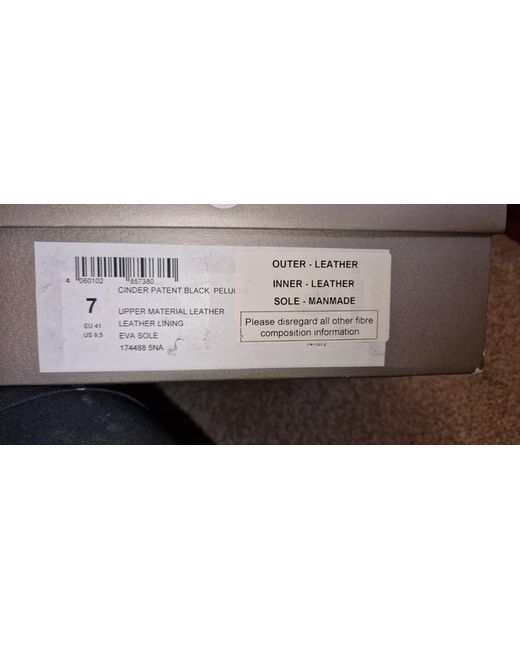 4 060102 857380
CINDER PATENT.BLACK
7
EU 41
US 9,5
UPPER MATERIAL LEATHER
LEATHER LINING
EVA SOLE
174488 5NA
OUTER - LEATHER
INNER - LEATHER
SOLE - MANMADE
Please disregard all other fibre
composition information